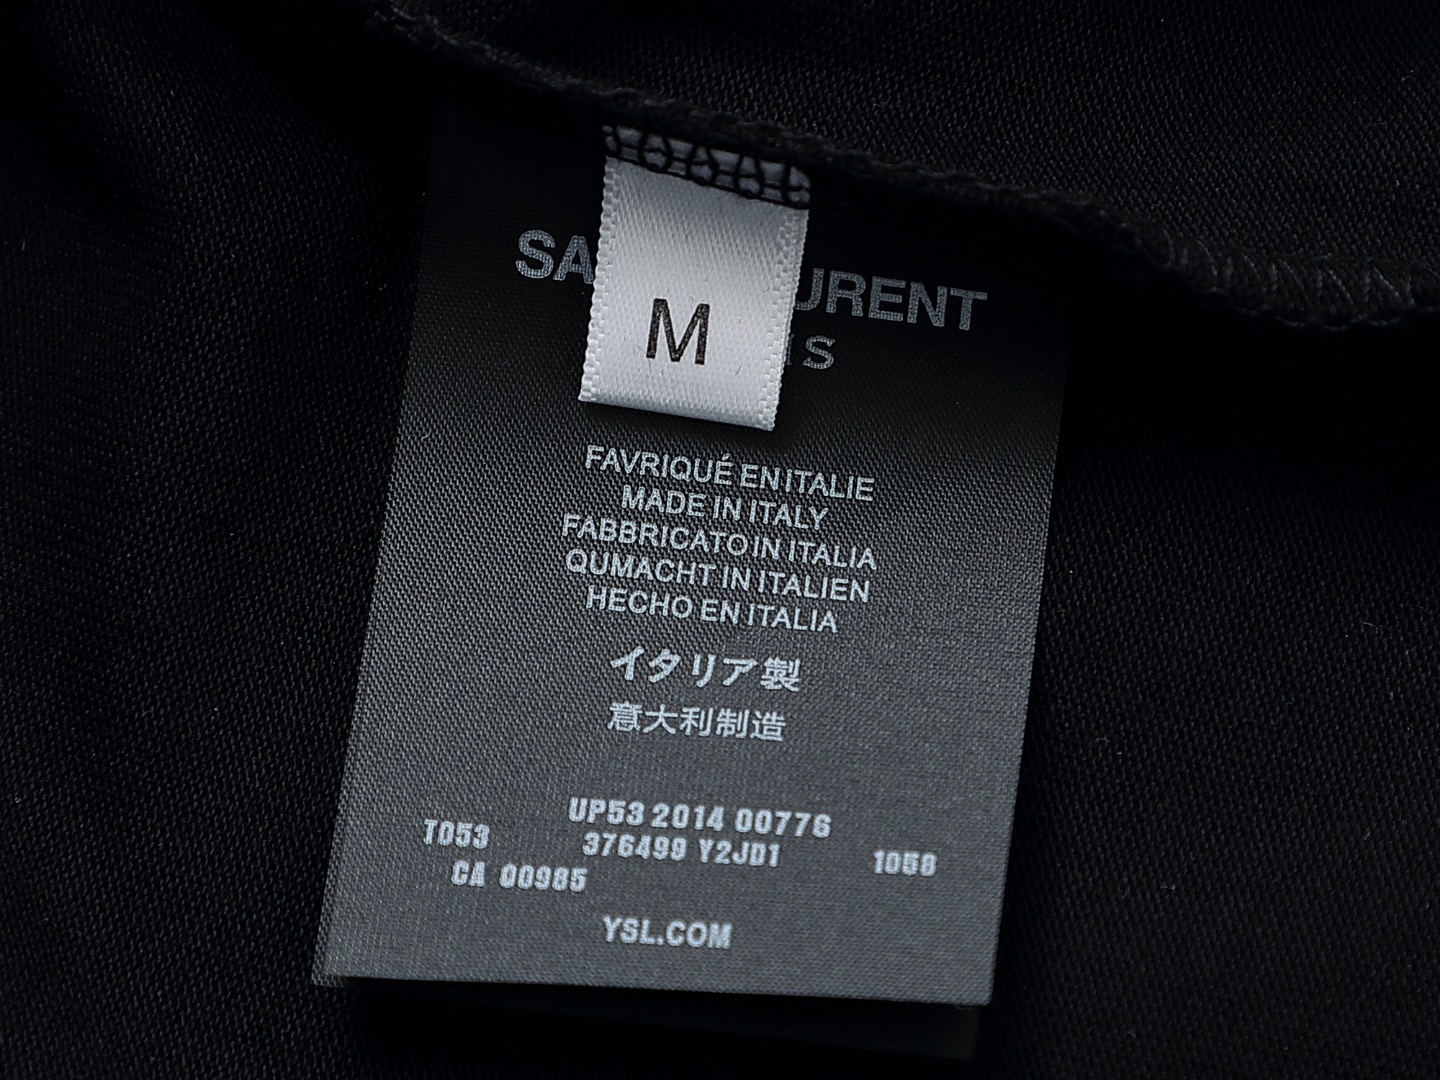 SA URENT
M
S
FAVRIQUÉ EN ITALIE
MADE IN ITALY
FABBRICATO IN ITALIA
QUMACHT IN ITALIEN
HECHO EN ITALIA
イタリア製
意大利制造
UP53 2014 00776
T053 376499 Y2JD1 1058
CA 00985
YSL.COM